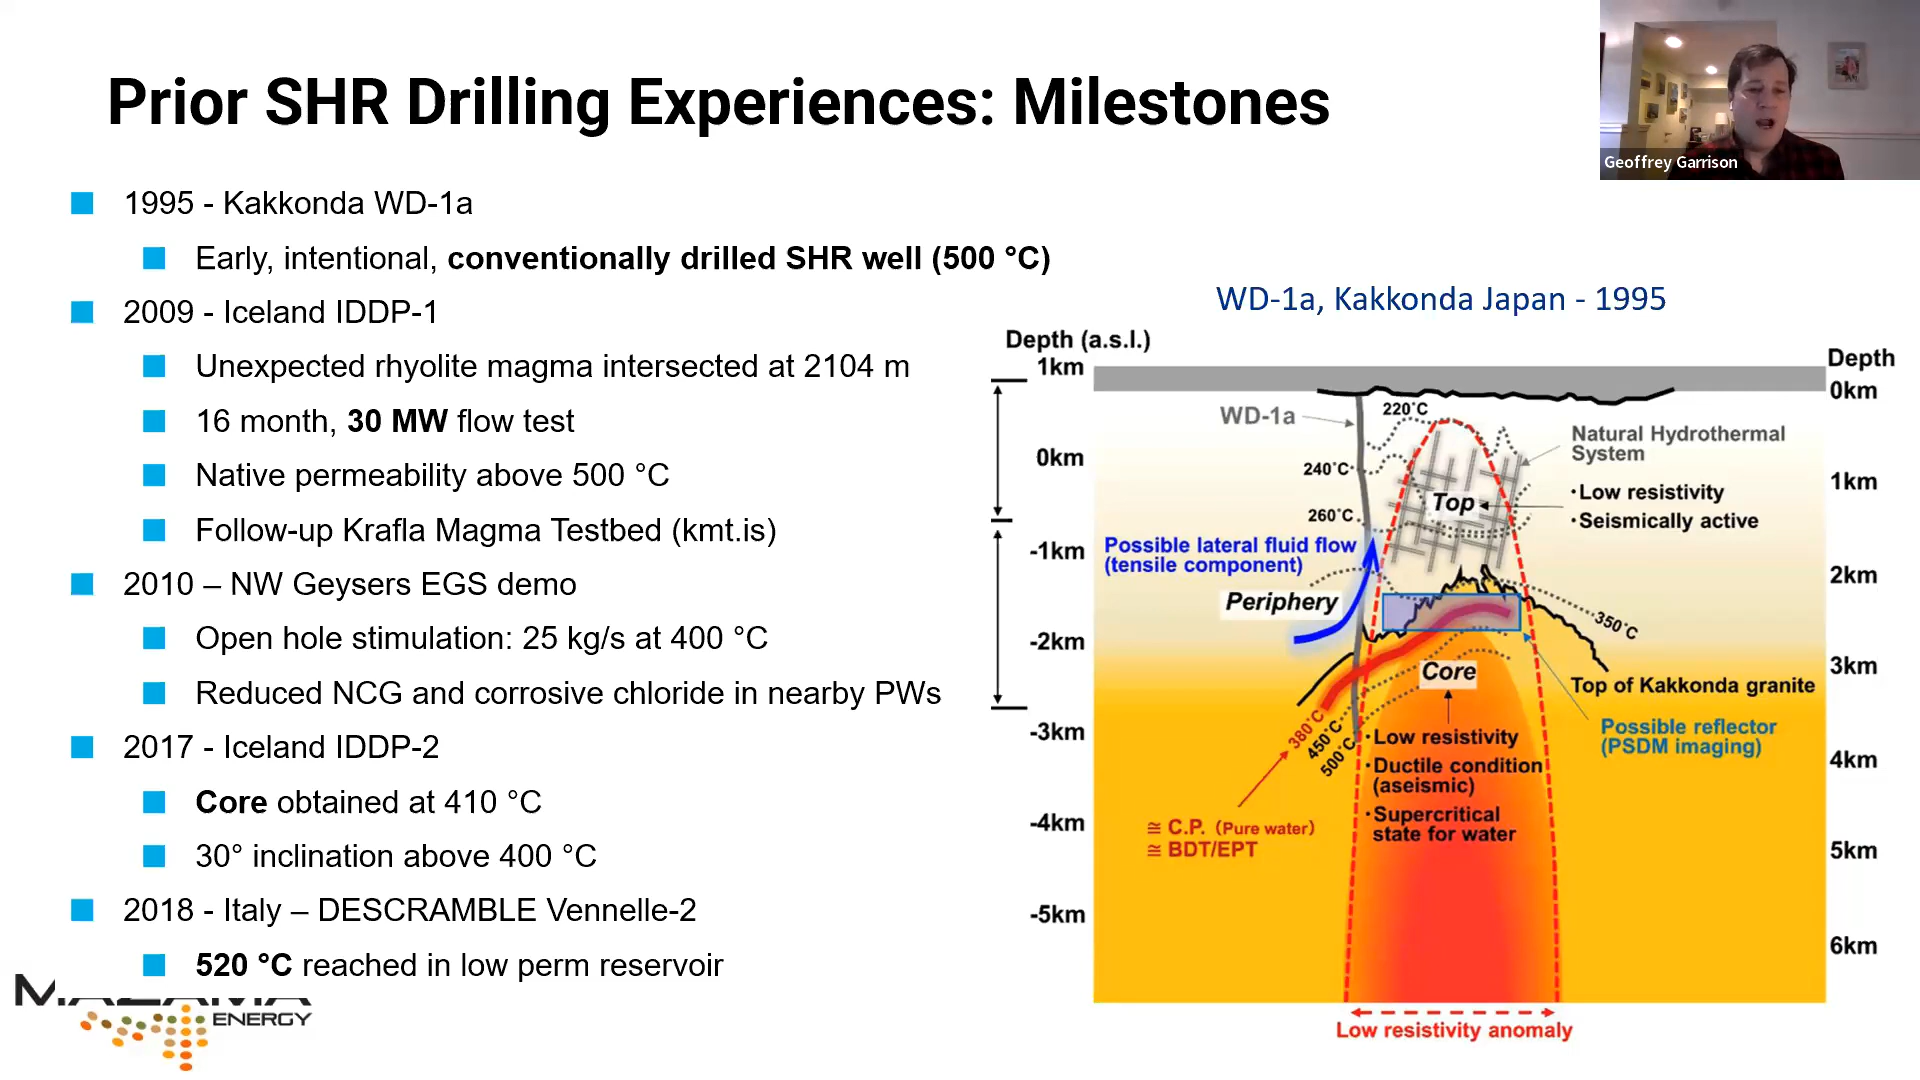 Prior SHR Drilling Experiences: Milestones
Geoffrey Garrison
1995 - Kakkonda WD-1a
Early, intentional, conventionally drilled SHR well (500 °C)
2009 - Iceland IDDP-1
Unexpected rhyolite magma intersected at 2104 m
16 month, 30 MW flow test
Native permeability above 500 °C
Follow-up Krafla Magma Testbed (kmt.is)
2010 – NW Geysers EGS demo
Open hole stimulation: 25 kg/s at 400 °C
Reduced NCG and corrosive chloride in nearby PWs
2017 - Iceland IDDP-2
Core obtained at 410 °C
30° inclination above 400 °C
2018 - Italy – DESCRAMBLE Vennelle-2
520 °C reached in low perm reservoir
MAZAMA
ENERGY
WD-1a, Kakkonda Japan - 1995
Depth (a.s.l.)
1km
0km
-1km
-2km
-3km
-4km
-5km
Depth
0km
1km
2km
3km
4km
5km
6km
WD-1a
220°C
240°C
260°C
Natural Hydrothermal
System
Top
·Low resistivity
·Seismically active
Possible lateral fluid flow
(tensile component)
Periphery
350°C
Core
Top of Kakkonda granite
Possible reflector
(PSDM imaging)
380°C
450°C
500°C
·Low resistivity
·Ductile condition
(aseismic)
·Supercritical
state for water
≅ C.P. (Pure water)
≅ BDT/EPT
Low resistivity anomaly